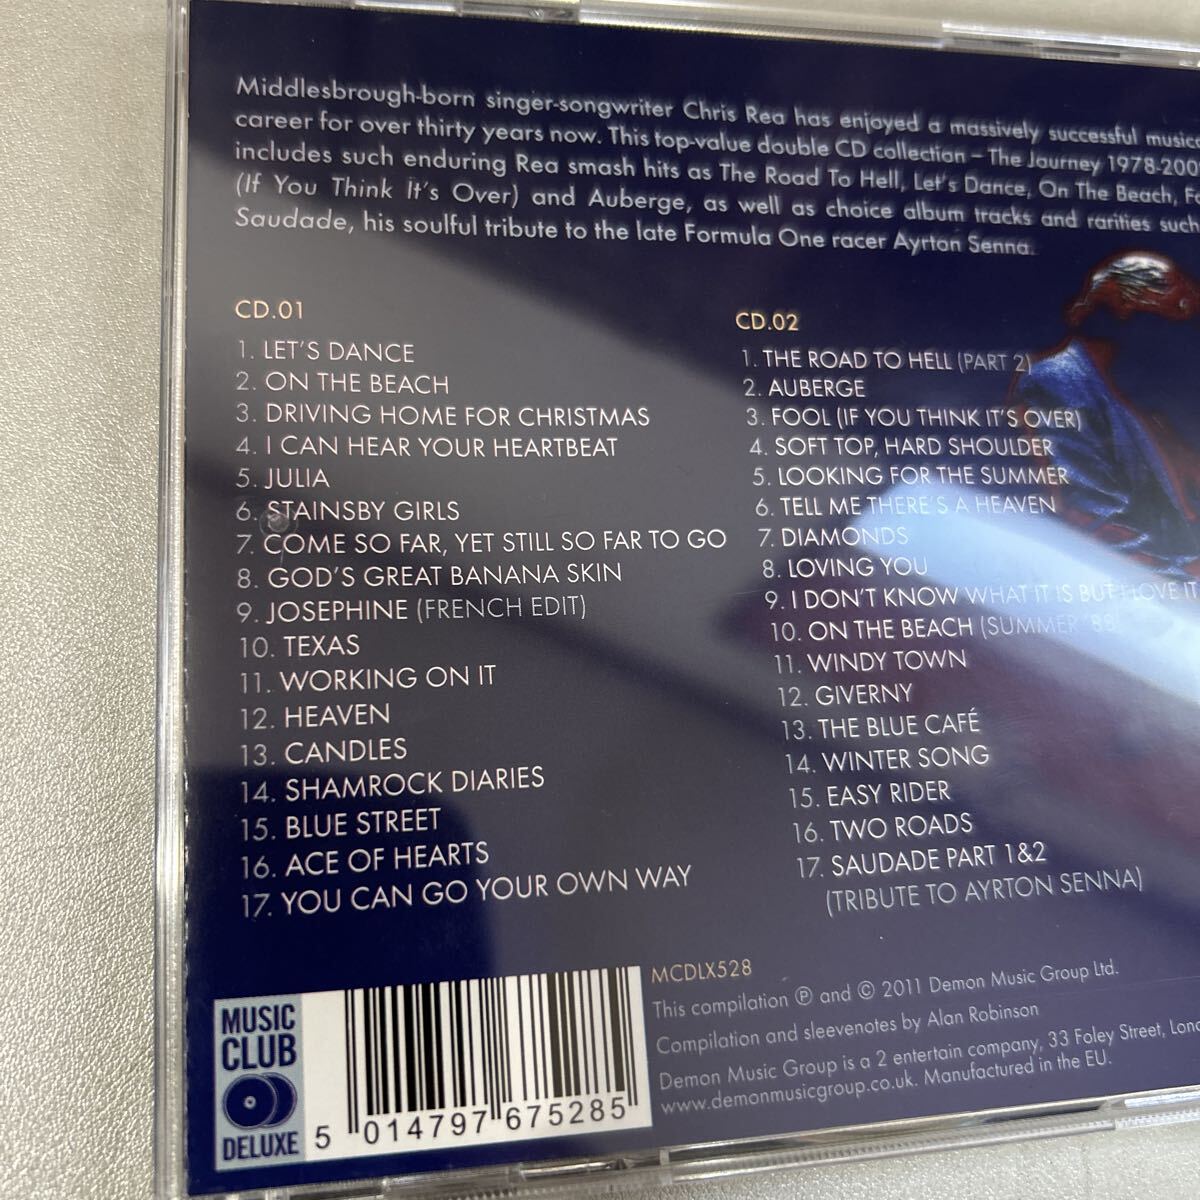 Middlesbrough-born singer-songwriter Chris Rea has enjoyed a massively successful music
career for over thirty years now. This top-value double CD collection – The Journey 1978-200
includes such enduring Rea smash hits as The Road To Hell, Let's Dance, On The Beach, F
(If You Think It's Over) and Auberge, as well as choice album tracks and rarities such
Saudade, his soulful tribute to the late Formula One racer Ayrton Senna.
CD.01
1. LET'S DANCE
2. ON THE BEACH
3. DRIVING HOME FOR CHRISTMAS
4. I CAN HEAR YOUR HEARTBEAT
5. JULIA
6. STAINSBY GIRLS
7. COME SO FAR, YET STILL SO FAR TO GO
8. GOD'S GREAT BANANA SKIN
9. JOSEPHINE (FRENCH EDIT)
10. TEXAS
11. WORKING ON IT
12. HEAVEN
13. CANDLES
14. SHAMROCK DIARIES
15. BLUE STREET
16. ACE OF HEARTS
17. YOU CAN GO YOUR OWN WAY
CD.02
1. THE ROAD TO HELL (PART 2)
2. AUBERGE
3. FOOL (IF YOU THINK IT'S OVER)
4. SOFT TOP, HARD SHOULDER
5. LOOKING FOR THE SUMMER
6. TELL ME THERE'S A HEAVEN
7. DIAMONDS
8. LOVING YOU
9. I DON'T KNOW WHAT IT IS BUT I LOVE IT
10. ON THE BEACH (SUMMER '88)
11. WINDY TOWN
12. GIVERNY
13. THE BLUE CAFÉ
14. WINTER SONG
15. EASY RIDER
16. TWO ROADS
17. SAUDADE PART 1&2
(TRIBUTE TO AYRTON SENNA)
MUSIC
CLUB
DELUXE
5 014797 675285
MCDLX528
This compilation ℗ and © 2011 Demon Music Group Ltd.
Compilation and sleevenotes by Alan Robinson
Demon Music Group is a 2 entertain company, 33 Foley Street, Lon
www.demonmusicgroup.co.uk. Manufactured in the EU.